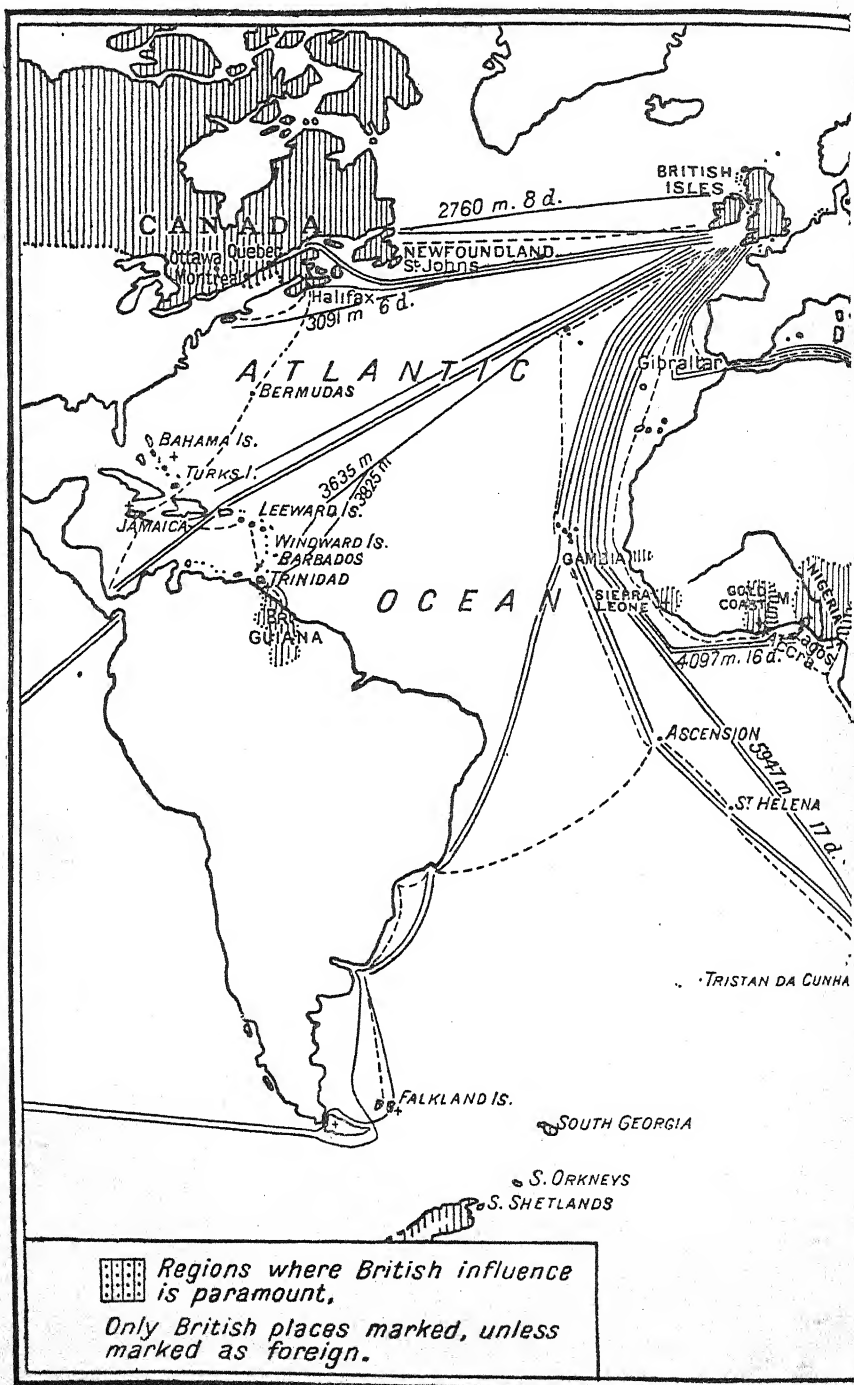 BRITISH
ISLES
2760 m. 8 d.
CANADA
Ottawa
Quebec
Montreal
NEWFOUNDLAND
St. Johns
Halifax
6 d.
3091 m
ATLANTIC
Gibraltar
BERMUDAS
BAHAMA Is.
TURKS I.
3635 m
3825 m
JAMAICA
LEEWARD Is.
WINDWARD Is.
BARBADOS
TRINIDAD
GAMBIA
OCEAN
SIERRA
LEONE
GOLD
COAST
M
NIGERIA
BR.
GUIANA
Lagos
Accra
4097 m. 16 d.
ASCENSION
5947 m
17 d.
ST HELENA
TRISTAN DA CUNHA
FALKLAND Is.
SOUTH GEORGIA
S. ORKNEYS
S. SHETLANDS
Regions where British influence
is paramount.
Only British places marked, unless
marked as foreign.